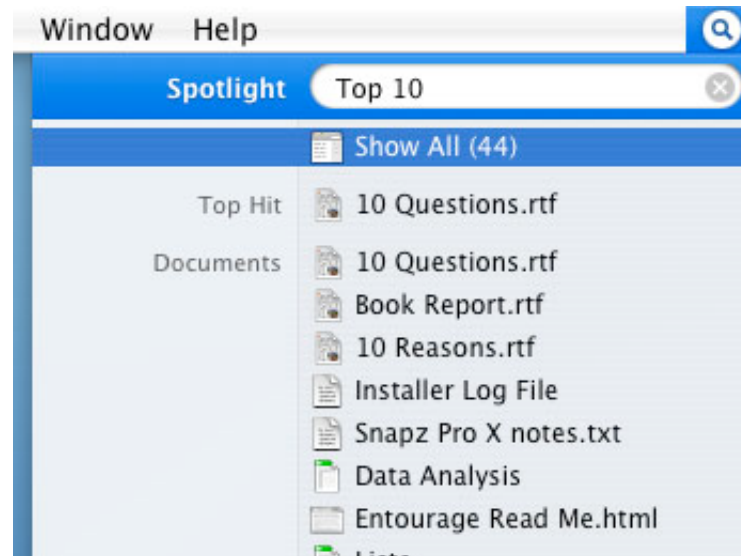 Window Help
Spotlight Top 10
Show All (44)
Top Hit 10 Questions.rtf
Documents 10 Questions.rtf
Book Report.rtf
10 Reasons.rtf
Installer Log File
Snapz Pro X notes.txt
Data Analysis
Entourage Read Me.html